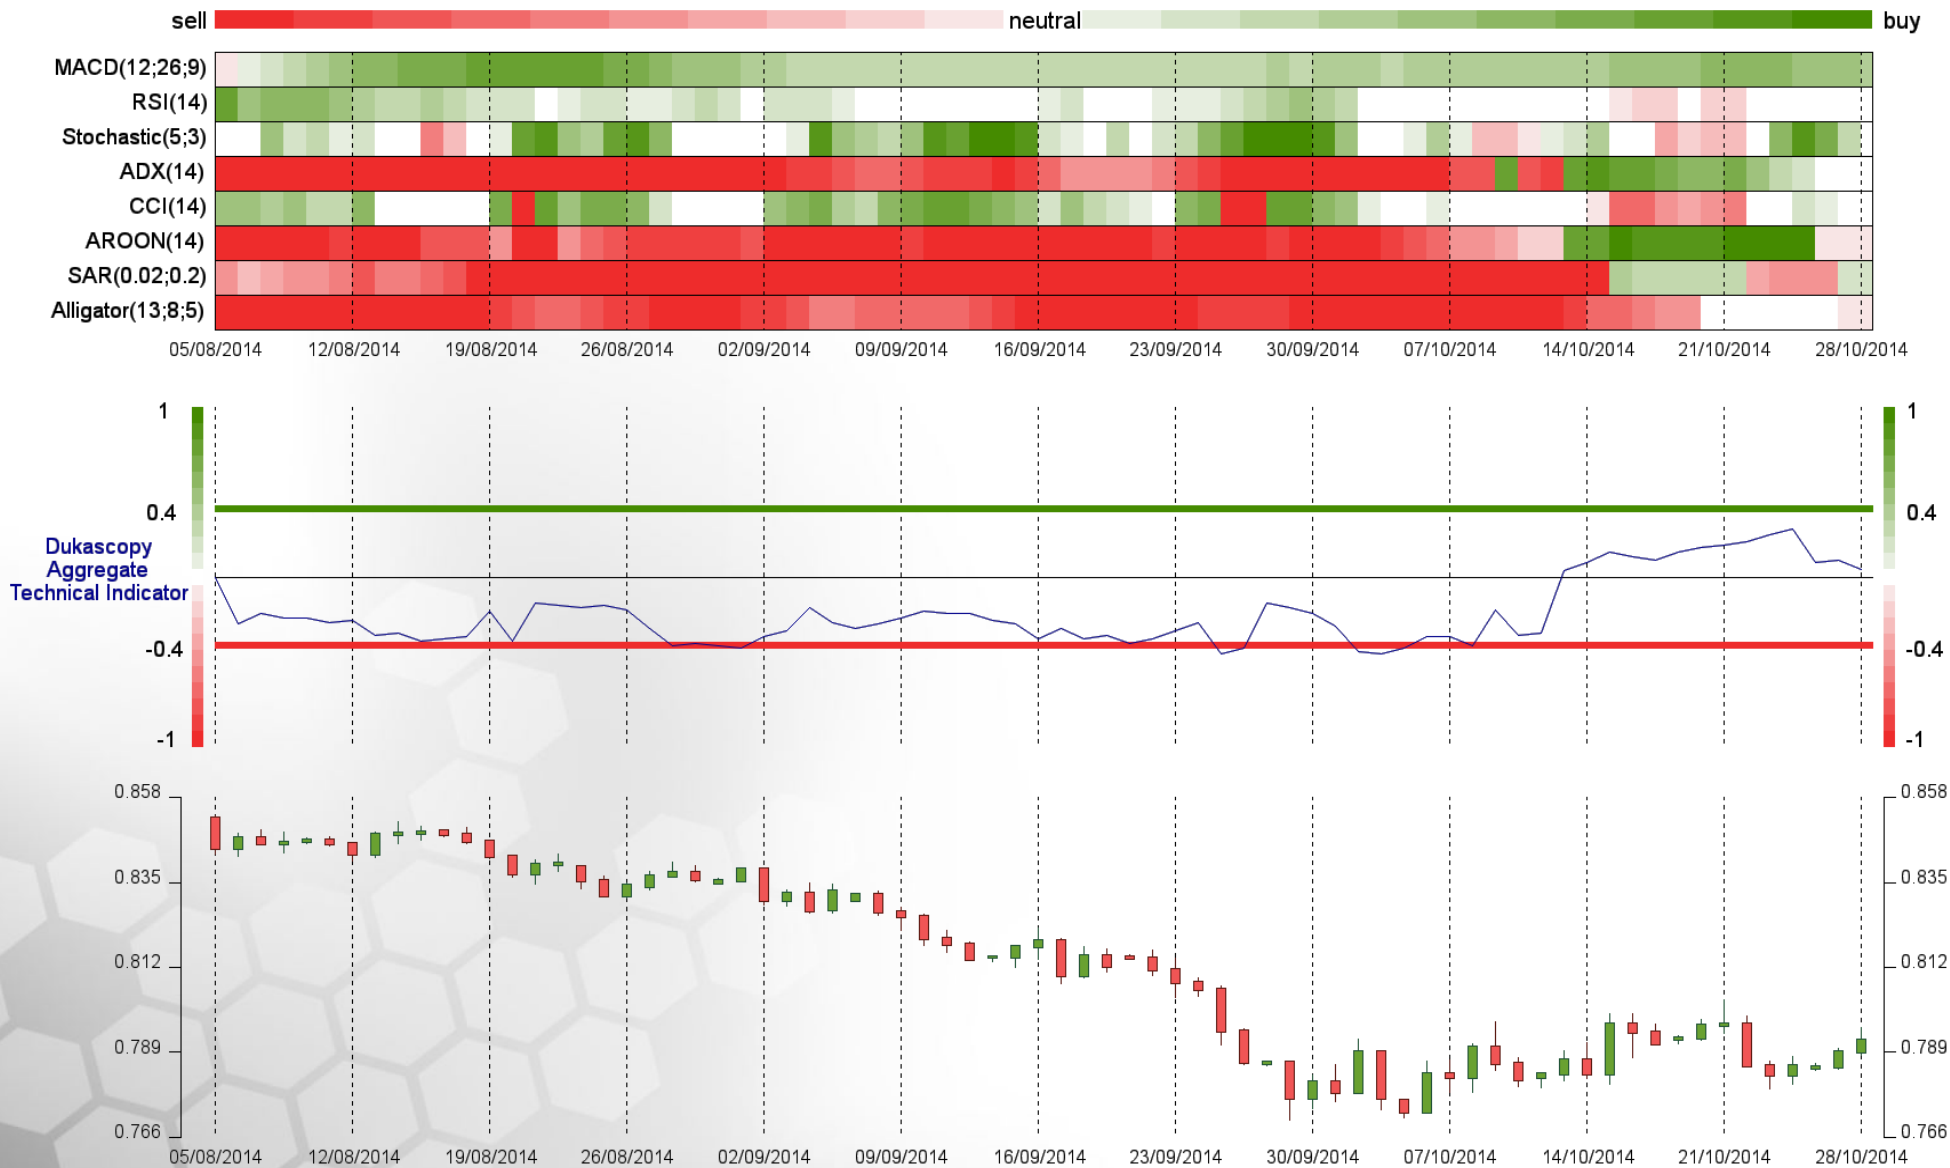 sell neutral buy
MACD(12;26;9)
RSI(14)
Stochastic(5;3)
ADX(14)
CCI(14)
AROON(14)
SAR(0.02;0.2)
Alligator(13;8;5)
05/08/2014 12/08/2014 19/08/2014 26/08/2014 02/09/2014 09/09/2014 16/09/2014 23/09/2014 30/09/2014 07/10/2014 14/10/2014 21/10/2014 28/10/2014
1 1
0.4 0.4
Dukascopy
Aggregate
Technical Indicator
-0.4 -0.4
-1 -1
0.858 0.858
0.835 0.835
0.812 0.812
0.789 0.789
0.766 0.766
05/08/2014 12/08/2014 19/08/2014 26/08/2014 02/09/2014 09/09/2014 16/09/2014 23/09/2014 30/09/2014 07/10/2014 14/10/2014 21/10/2014 28/10/2014